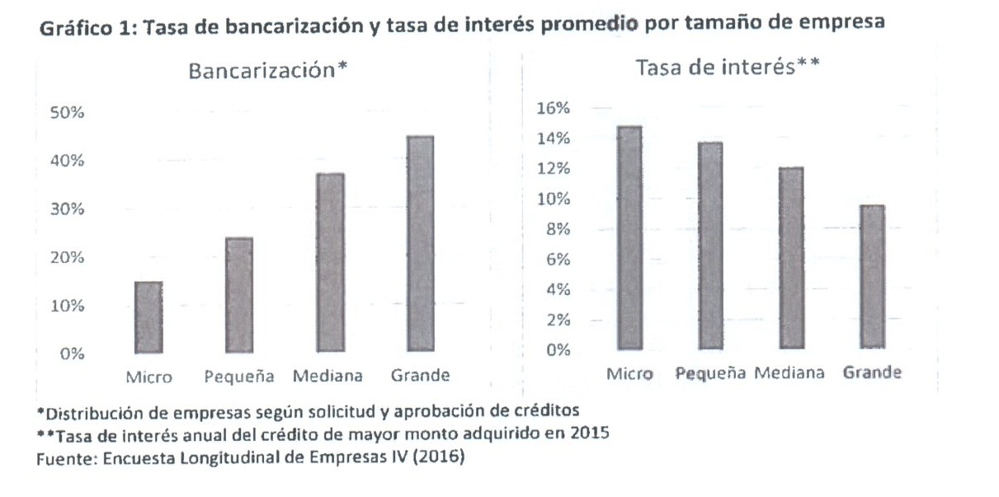 Gráfico 1: Tasa de bancarización y tasa de interés promedio por tamaño de empresa
Bancarización*
50%
40%
30%
20%
10%
0%
Micro Pequeña Mediana Grande
Tasa de interés**
16%
14%
12%
10%
8%
6%
4%
2%
0%
Micro Pequeña Mediana Grande
*Distribución de empresas según solicitud y aprobación de créditos
**Tasa de interés anual del crédito de mayor monto adquirido en 2015
Fuente: Encuesta Longitudinal de Empresas IV (2016)